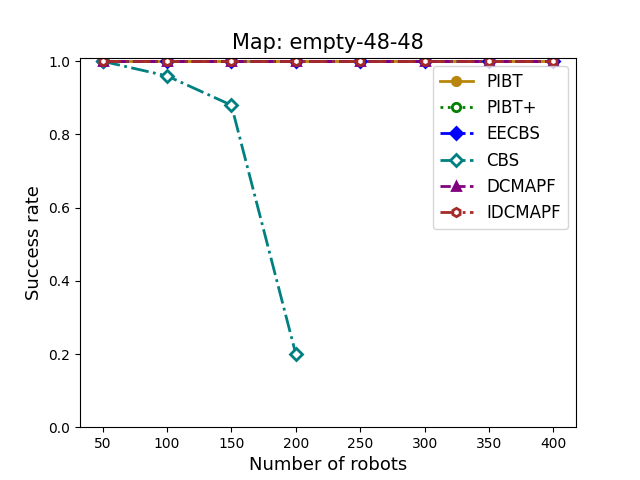 Map: empty-48-48
1.0
0.8
0.6
0.4
0.2
0.0
Success rate
PIBT
PIBT+
EECBS
CBS
DCMAPF
IDCMAPF
50 100 150 200 250 300 350 400
Number of robots